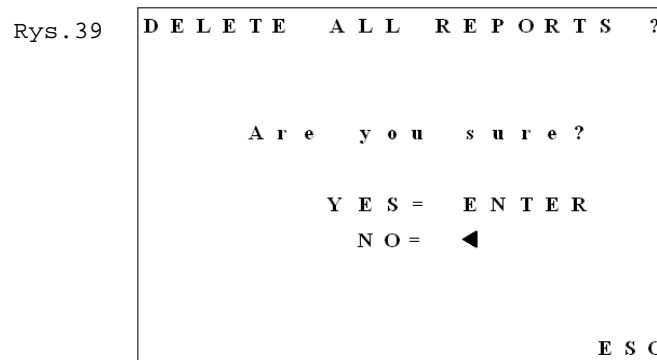 Rys.39
DELETE ALL REPORTS ?
Are you sure?
YES= ENTER
NO= ◀
ESC